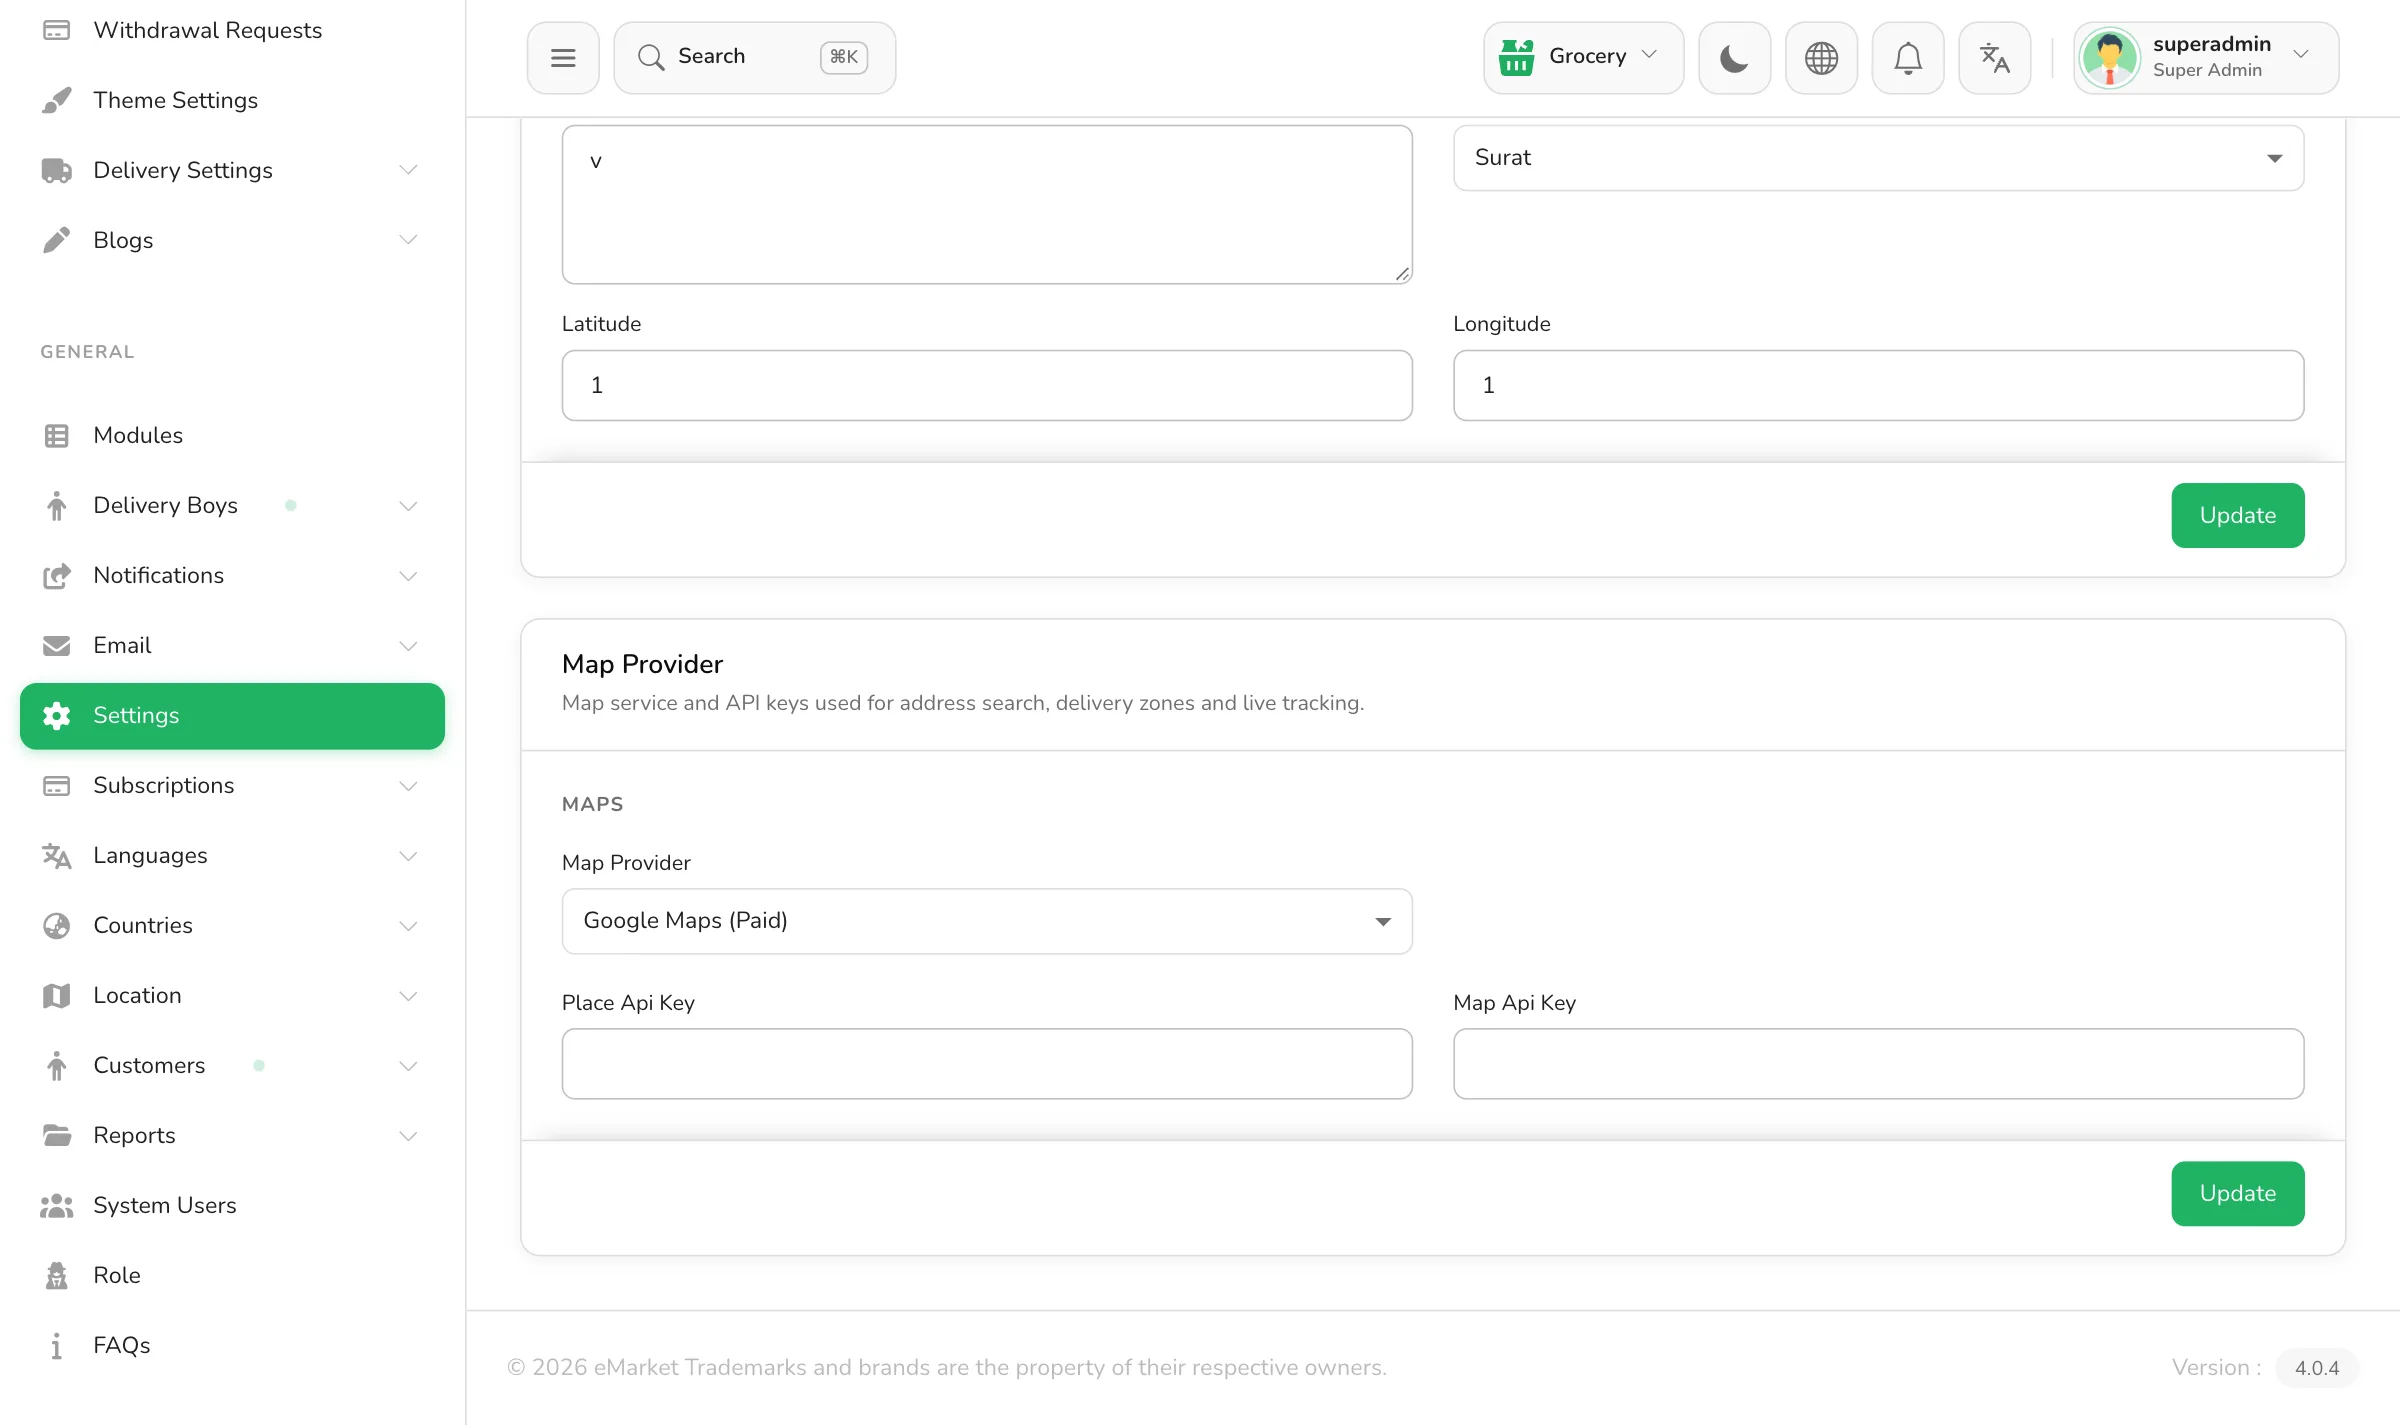 Withdrawal Requests
Theme Settings
Delivery Settings
Blogs
GENERAL
Modules
Delivery Boys
Notifications
Email
Settings
Subscriptions
Languages
Countries
Location
Customers
Reports
System Users
Role
FAQs
Search ⌘K
Grocery
superadmin
Super Admin
v
Surat
Latitude
Longitude
1
1
Update
Map Provider
Map service and API keys used for address search, delivery zones and live tracking.
MAPS
Map Provider
Google Maps (Paid)
Place Api Key
Map Api Key
Update
© 2026 eMarket Trademarks and brands are the property of their respective owners.
Version : 4.0.4